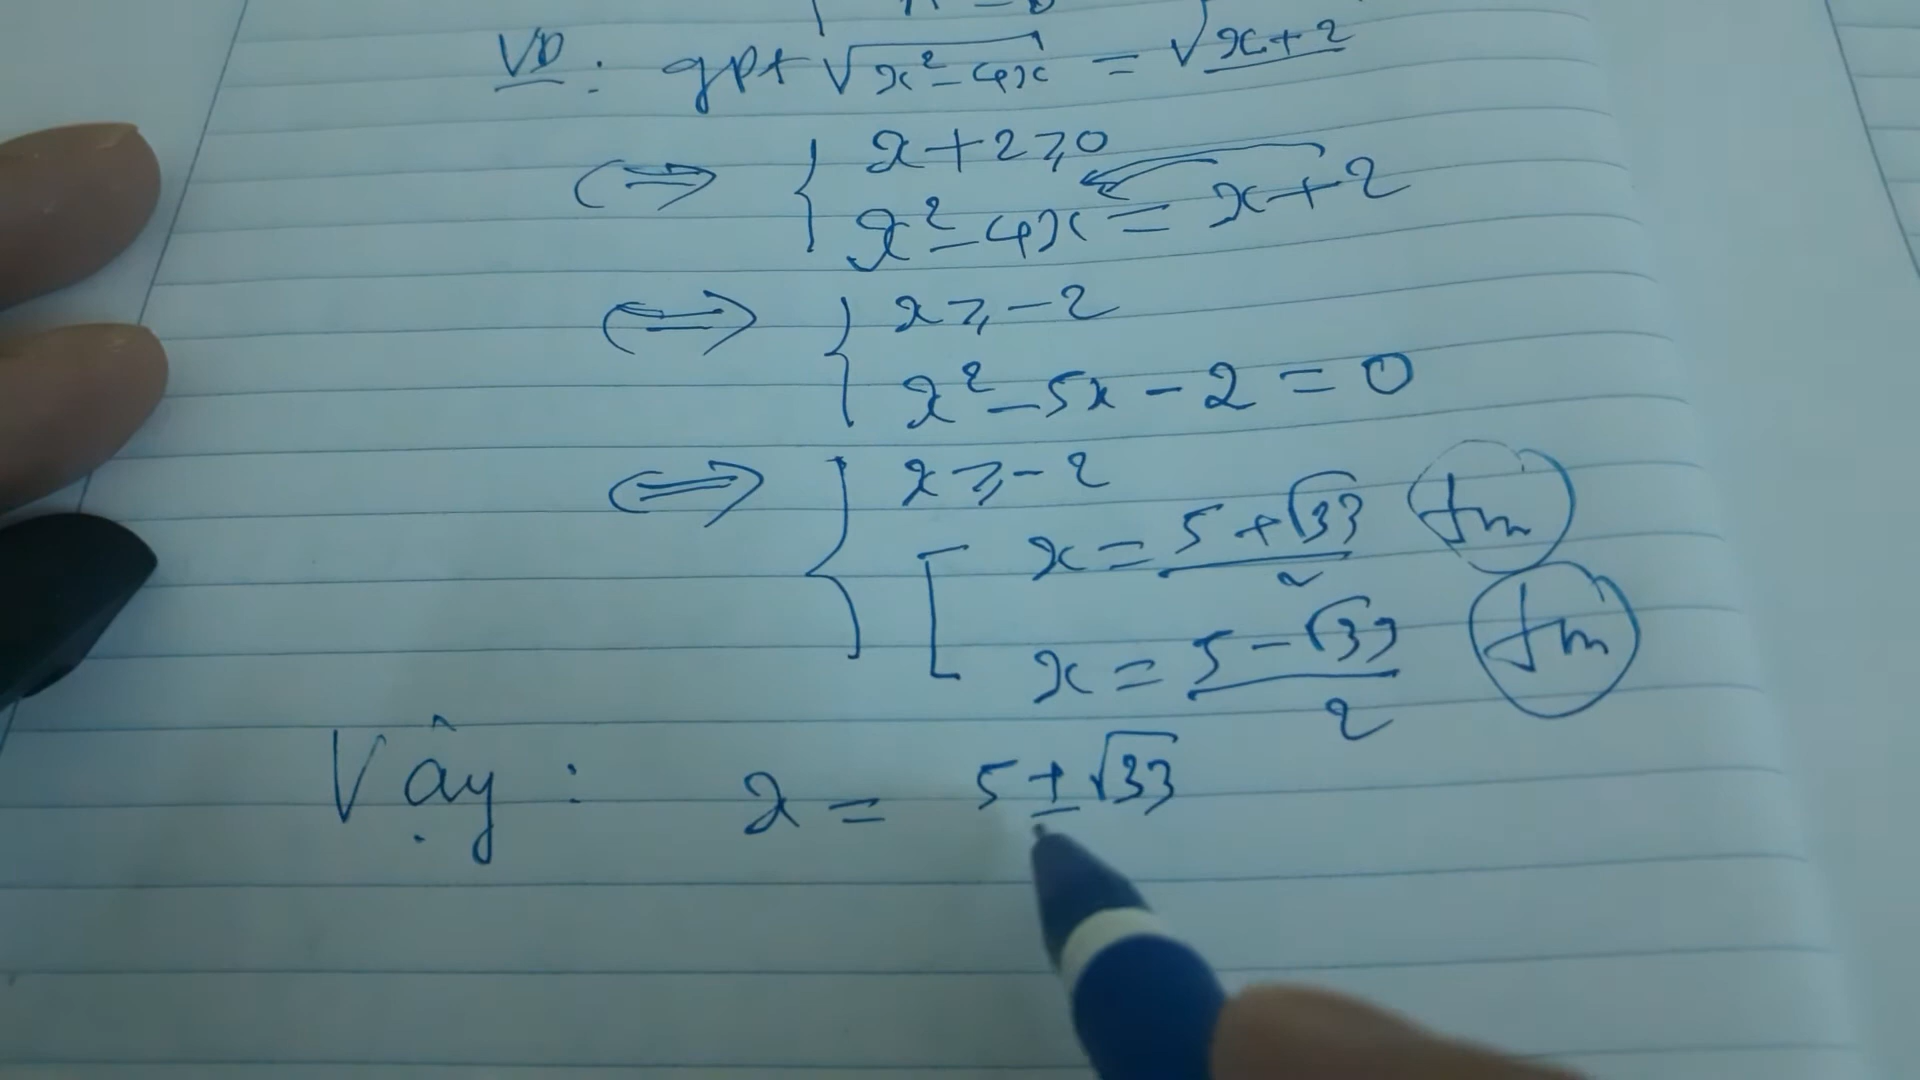 VD : gpt √(x² - 4x) = √(x + 2)
⇔ { x + 2 ≥ 0
x² - 4x = x + 2
⇔ { x ≥ -2
x² - 5x - 2 = 0
⇔ { x ≥ -2
[ x = (5 + √33)/2 (tm)
x = (5 - √33)/2 (tm)
Vậy : x = 5 ± √33